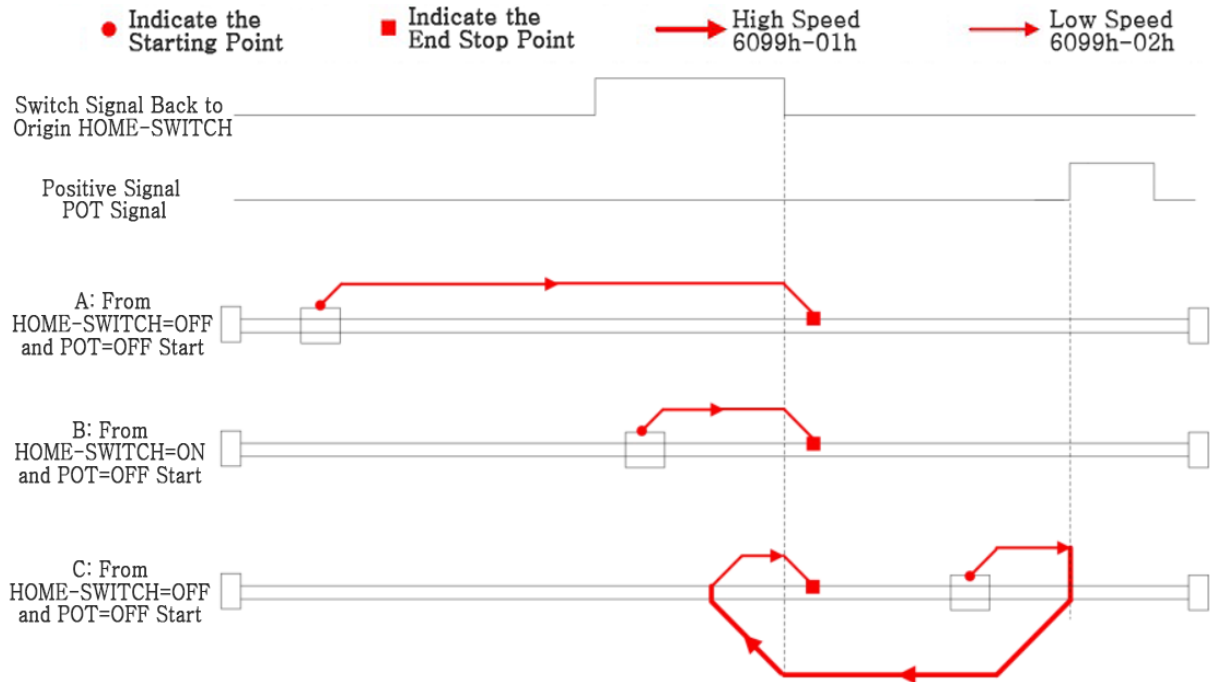 Indicate the
Starting Point
Indicate the
End Stop Point
High Speed
6099h-01h
Low Speed
6099h-02h
Switch Signal Back to
Origin HOME-SWITCH
Positive Signal
POT Signal
A: From
HOME-SWITCH=OFF
and POT=OFF Start
B: From
HOME-SWITCH=ON
and POT=OFF Start
C: From
HOME-SWITCH=OFF
and POT=OFF Start